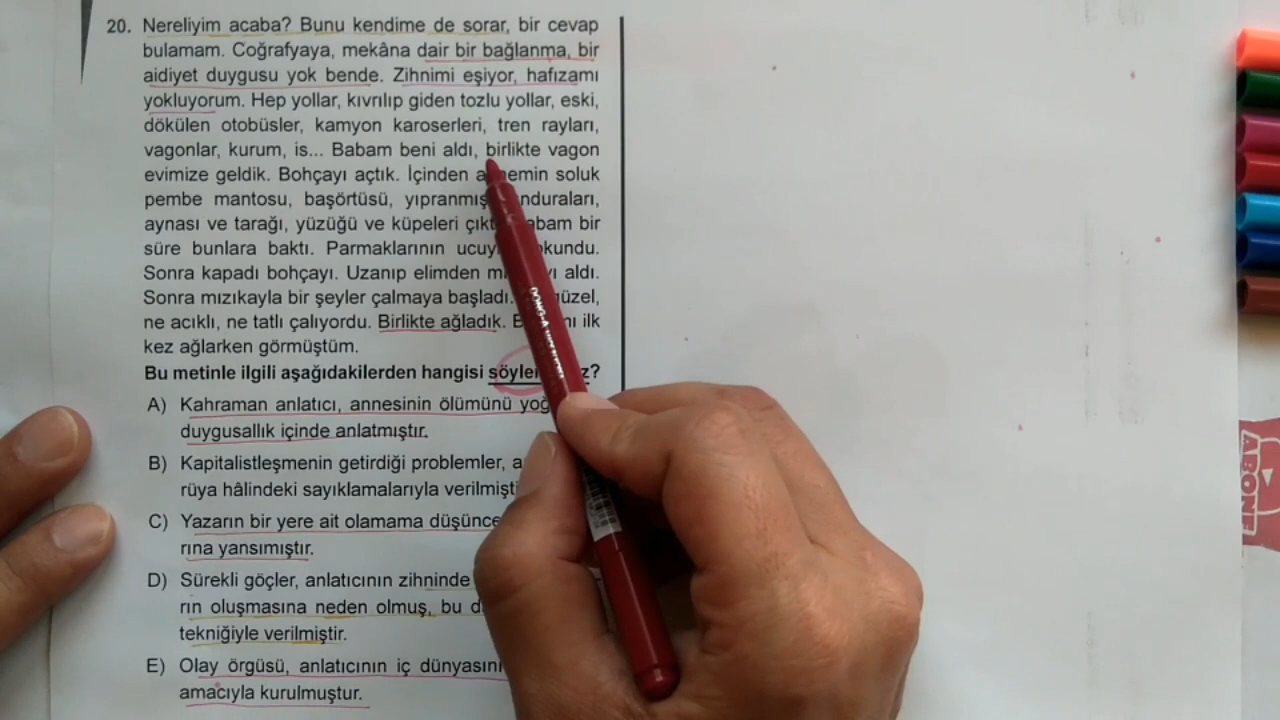 20. Nereliyim acaba? Bunu kendime de sorar, bir cevap
bulamam. Coğrafyaya, mekâna dair bir bağlanma, bir
aidiyet duygusu yok bende. Zihnimi eşiyor, hafızamı
yokluyorum. Hep yollar, kıvrılıp giden tozlu yollar, eski,
dökülen otobüsler, kamyon karoserleri, tren rayları,
vagonlar, kurum, is... Babam beni aldı, birlikte vagon
evimize geldik. Bohçayı açtık. İçinden annemin soluk
pembe mantosu, başörtüsü, yıpranmış kunduraları,
aynası ve tarağı, yüzüğü ve küpeleri çıktı. Babam bir
süre bunlara baktı. Parmaklarının ucuyla dokundu.
Sonra kapadı bohçayı. Uzanıp elimden mızıkayı aldı.
Sonra mızıkayla bir şeyler çalmaya başladı. güzel,
ne acıklı, ne tatlı çalıyordu. Birlikte ağladık. ilk
kez ağlarken görmüştüm.
Bu metinle ilgili aşağıdakilerden hangisi söylenemez?
A) Kahraman anlatıcı, annesinin ölümünü
duygusallık içinde anlatmıştır.
B) Kapitalistleşmenin getirdiği problemler,
rüya hâlindeki sayıklamalarıyla
C) Yazarın bir yere ait olamama
rına yansımıştır.
D) Sürekli göçler, anlatıcının zihninde
rın oluşmasına neden olmuş, bu
tekniğiyle verilmiştir.
E) Olay örgüsü, anlatıcının iç
amacıyla kurulmuştur.
DONG-A
ABONE